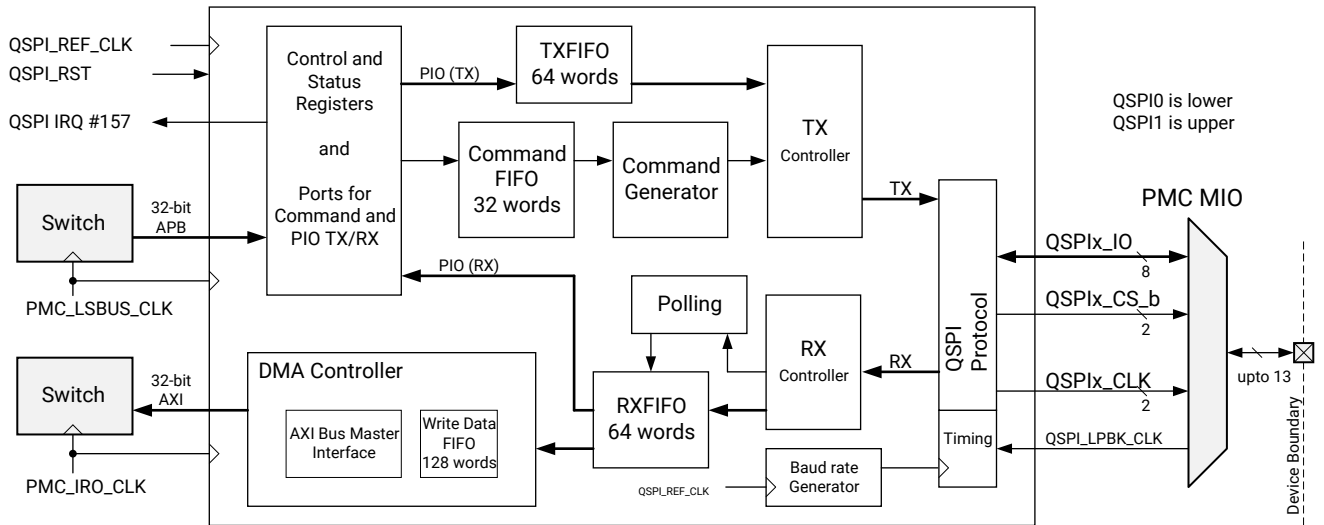 QSPI_REF_CLK
QSPI_RST
QSPI IRQ #157
Switch
32-bit
APB
PMC_LSBUS_CLK
Switch
32-bit
AXI
PMC_IRO_CLK
Control and
Status
Registers
and
Ports for
Command and
PIO TX/RX
PIO (TX)
TXFIFO
64 words
Command
FIFO
32 words
Command
Generator
TX
Controller
TX
PIO (RX)
Polling
RX
Controller
RX
RXFIFO
64 words
DMA Controller
AXI Bus Master
Interface
Write Data
FIFO
128 words
QSPI_REF_CLK
Baud rate
Generator
QSPI
Protocol
Timing
QSPI0 is lower
QSPI1 is upper
PMC MIO
QSPIx_IO
8
QSPIx_CS_b
2
QSPIx_CLK
2
QSPI_LPBK_CLK
upto 13
Device Boundary